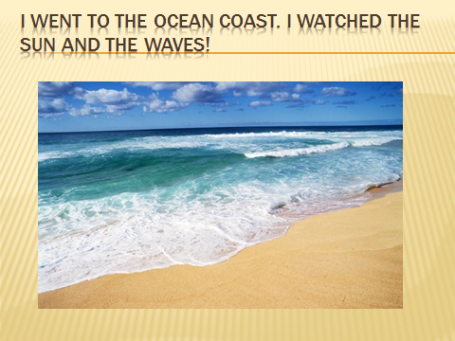 I WENT TO THE OCEAN COAST. I WATCHED THE
SUN AND THE WAVES!